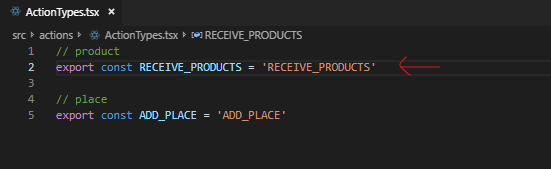 ActionTypes.tsx ×
src > actions > ActionTypes.tsx > RECEIVE_PRODUCTS
1 // product
2 export const RECEIVE_PRODUCTS = 'RECEIVE_PRODUCTS'
3
4 // place
5 export const ADD_PLACE = 'ADD_PLACE'